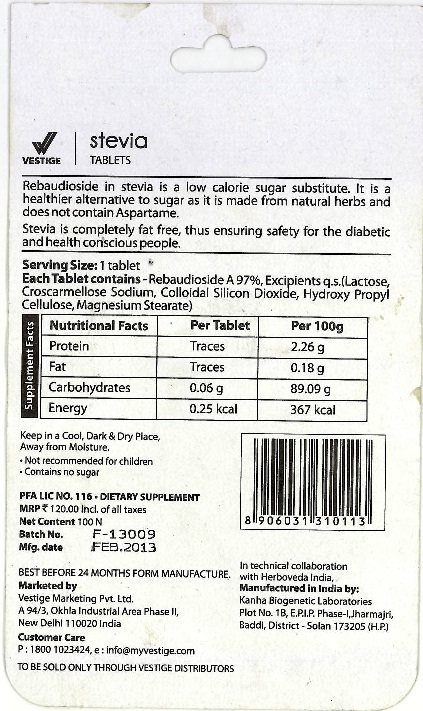 VESTIGE
stevia
TABLETS
Rebaudioside in stevia is a low calorie sugar substitute. It is a
healthier alternative to sugar as it is made from natural herbs and
does not contain Aspartame.
Stevia is completely fat free, thus ensuring safety for the diabetic
and health conscious people.
Serving Size: 1 tablet
Each Tablet contains - Rebaudioside A 97%, Excipients q.s.(Lactose,
Croscarmellose Sodium, Colloidal Silicon Dioxide, Hydroxy Propyl
Cellulose, Magnesium Stearate)
Supplement Facts
Nutritional Facts Per Tablet Per 100g
Protein Traces 2.26 g
Fat Traces 0.18 g
Carbohydrates 0.06 g 89.09 g
Energy 0.25 kcal 367 kcal
Keep in a Cool, Dark & Dry Place,
Away from Moisture.
• Not recommended for children
• Contains no sugar
PFA LIC NO. 116 • DIETARY SUPPLEMENT
MRP ₹ 120.00 Incl. of all taxes
Net Content 100 N
Batch No. F-13009
Mfg. date FEB.2013
8 906031 310113
BEST BEFORE 24 MONTHS FORM MANUFACTURE.
Marketed by
Vestige Marketing Pvt. Ltd.
A 94/3, Okhla Industrial Area Phase II,
New Delhi 110020 India
Customer Care
P : 1800 1023424, e : info@myvestige.com
TO BE SOLD ONLY THROUGH VESTIGE DISTRIBUTORS
In technical collaboration
with Herboveda India,
Manufactured in India by:
Kanha Biogenetic Laboratories
Plot No. 1B, E.P.I.P. Phase-I,Jharmajri,
Baddi, District - Solan 173205 (H.P.)